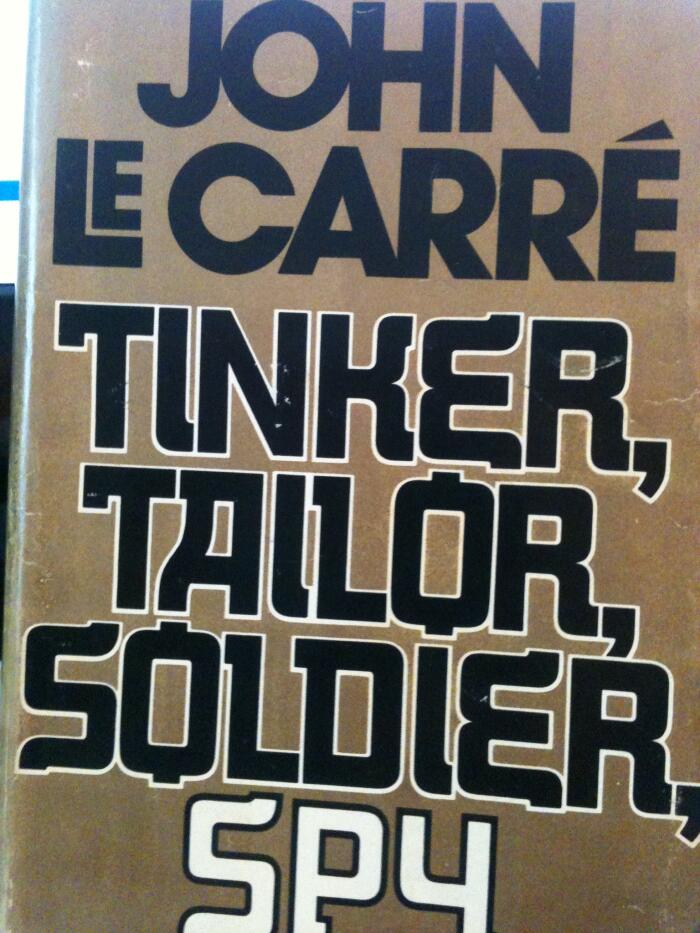 JOHN
LE CARRÉ
TINKER,
TAILOR,
SOLDIER,
SPY